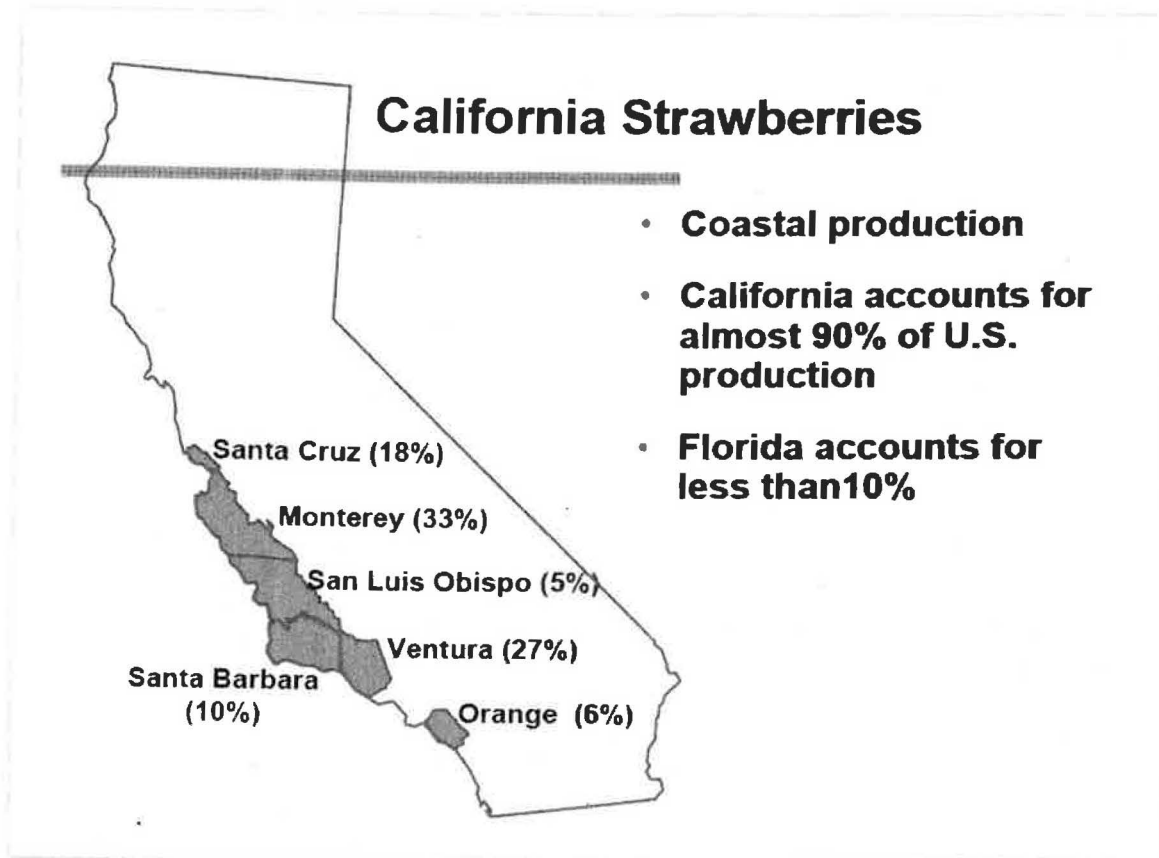 California Strawberries
• Coastal production
• California accounts for
almost 90% of U.S.
production
• Florida accounts for
less than10%
Santa Cruz (18%)
Monterey (33%)
San Luis Obispo (5%)
Ventura (27%)
Santa Barbara
(10%)
Orange (6%)